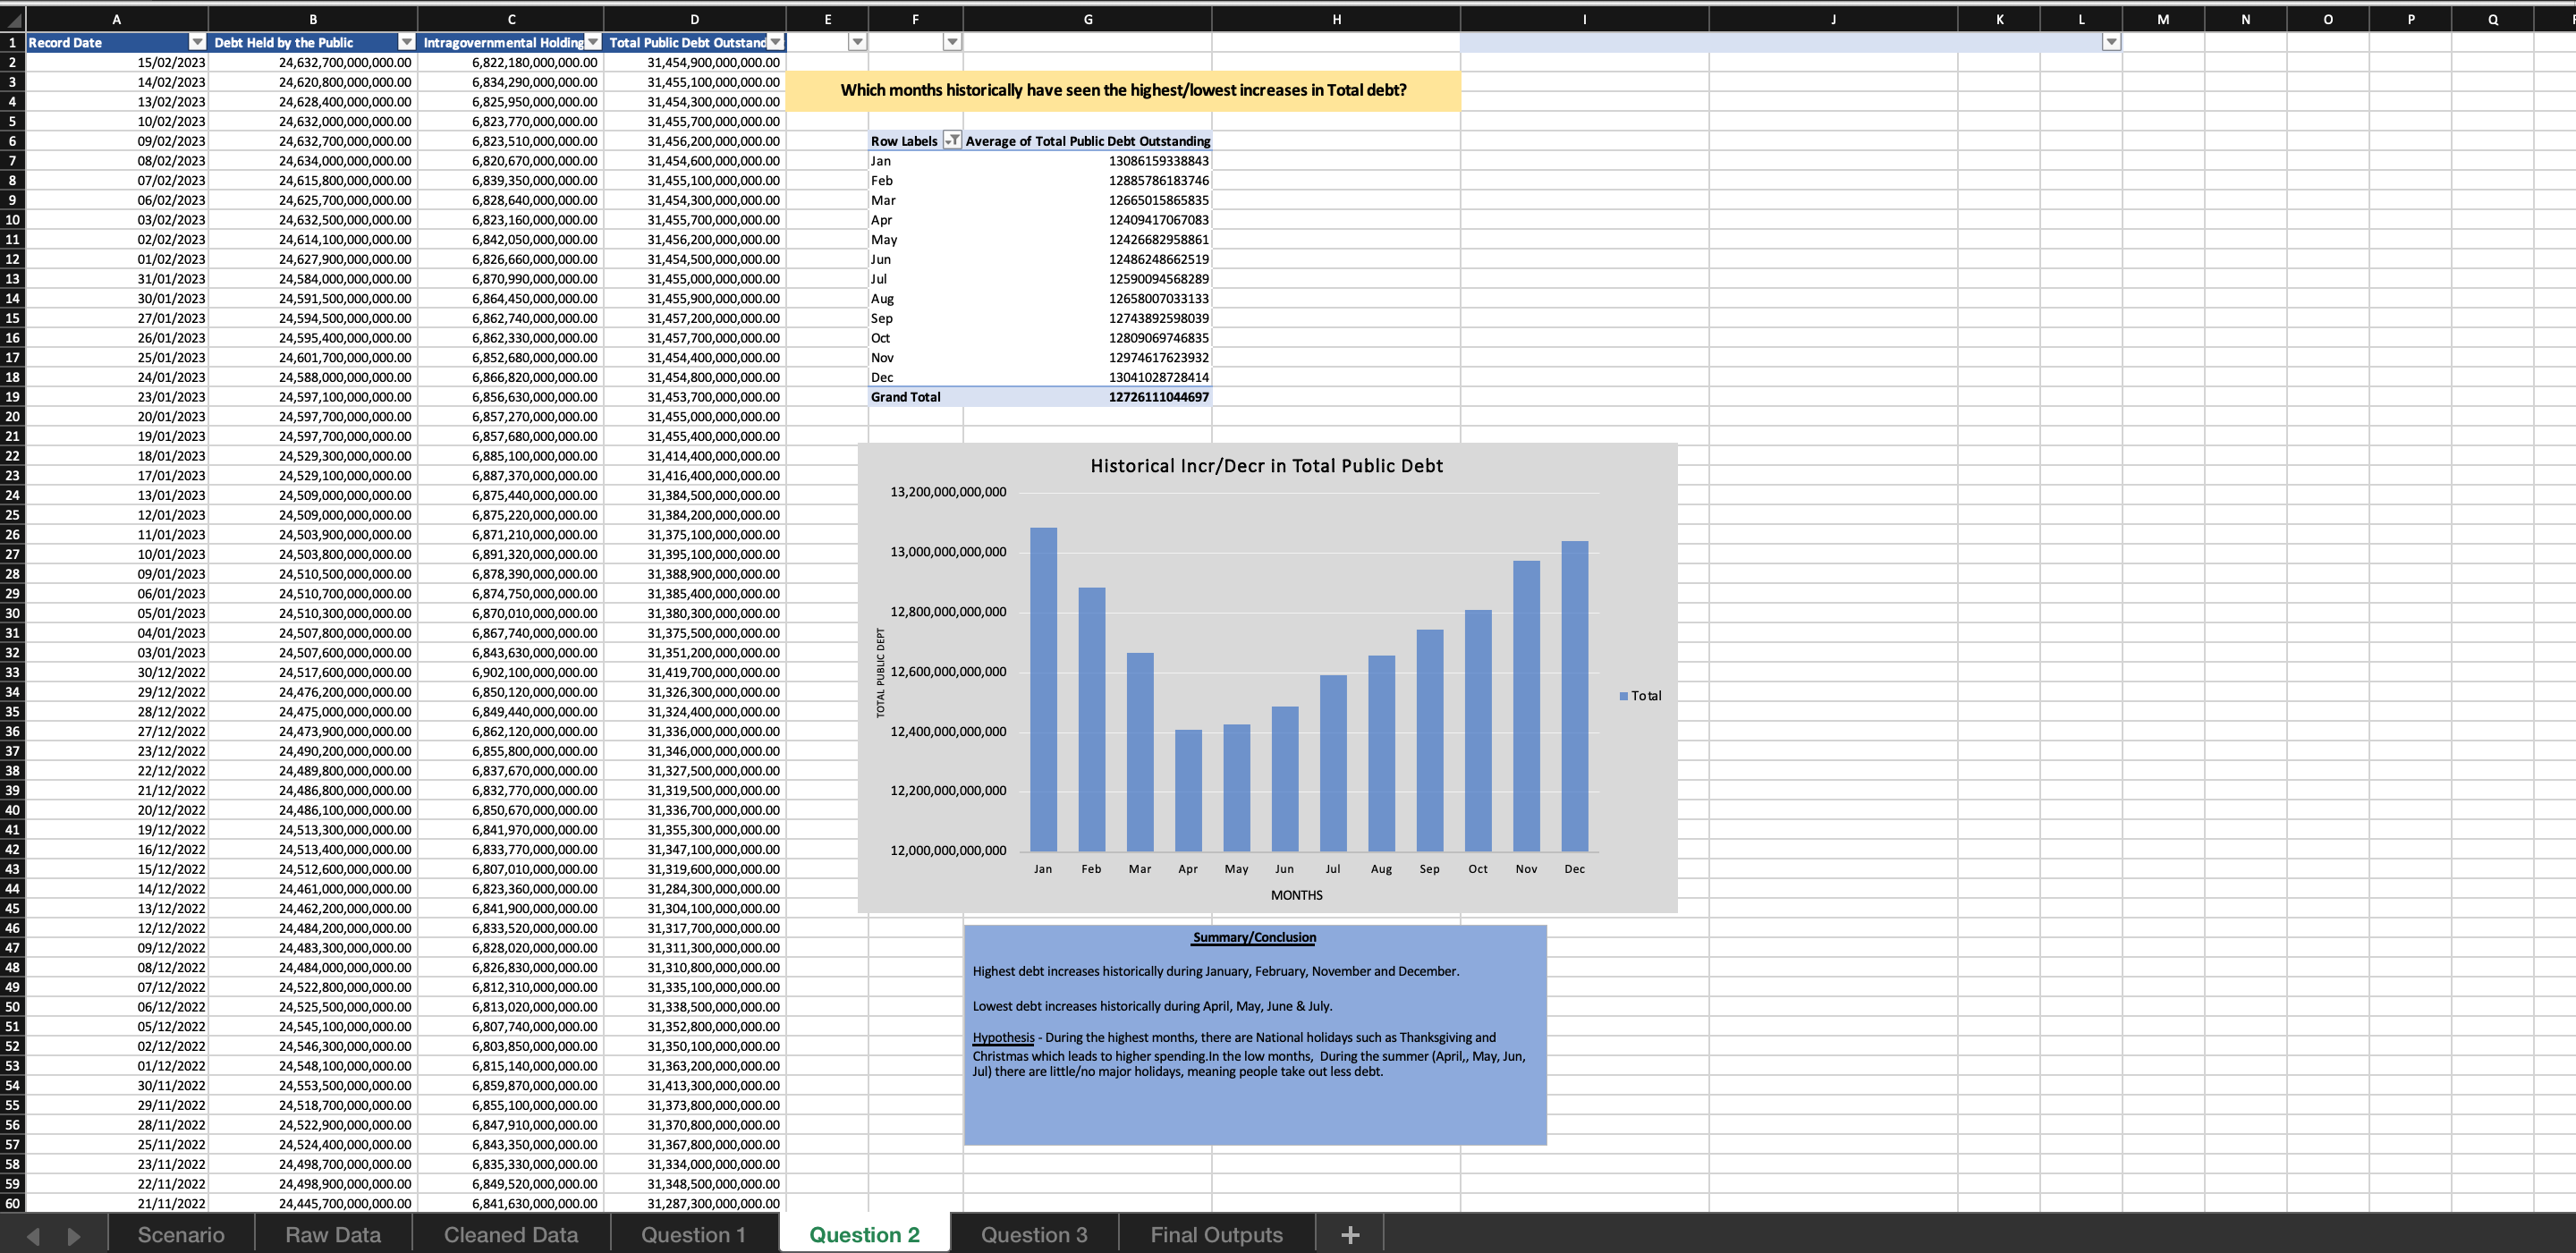 A B C D E F G H I J K L M N O P Q
1 Record Date Debt Held by the Public Intragovernmental Holding Total Public Debt Outstand
2 15/02/2023 24,632,700,000,000.00 6,822,180,000,000.00 31,454,900,000,000.00
3 14/02/2023 24,620,800,000,000.00 6,834,290,000,000.00 31,455,100,000,000.00
Which months historically have seen the highest/lowest increases in Total debt?
4 13/02/2023 24,628,400,000,000.00 6,825,950,000,000.00 31,454,300,000,000.00
5 10/02/2023 24,632,000,000,000.00 6,823,770,000,000.00 31,455,700,000,000.00
6 09/02/2023 24,632,700,000,000.00 6,823,510,000,000.00 31,456,200,000,000.00 Row Labels Average of Total Public Debt Outstanding
7 08/02/2023 24,634,000,000,000.00 6,820,670,000,000.00 31,454,600,000,000.00 Jan 13086159338843
8 07/02/2023 24,615,800,000,000.00 6,839,350,000,000.00 31,455,100,000,000.00 Feb 12885786183746
9 06/02/2023 24,625,700,000,000.00 6,828,640,000,000.00 31,454,300,000,000.00 Mar 12665015865835
10 03/02/2023 24,632,500,000,000.00 6,823,160,000,000.00 31,455,700,000,000.00 Apr 12409417067083
11 02/02/2023 24,614,100,000,000.00 6,842,050,000,000.00 31,456,200,000,000.00 May 12426682958861
12 01/02/2023 24,627,900,000,000.00 6,826,660,000,000.00 31,454,500,000,000.00 Jun 12486248662519
13 31/01/2023 24,584,000,000,000.00 6,870,990,000,000.00 31,455,000,000,000.00 Jul 12590094568289
14 30/01/2023 24,591,500,000,000.00 6,864,450,000,000.00 31,455,900,000,000.00 Aug 12658007033133
15 27/01/2023 24,594,500,000,000.00 6,862,740,000,000.00 31,457,200,000,000.00 Sep 12743892598039
16 26/01/2023 24,595,400,000,000.00 6,862,330,000,000.00 31,457,700,000,000.00 Oct 12809069746835
17 25/01/2023 24,601,700,000,000.00 6,852,680,000,000.00 31,454,400,000,000.00 Nov 12974617623932
18 24/01/2023 24,588,000,000,000.00 6,866,820,000,000.00 31,454,800,000,000.00 Dec 13041028728414
19 23/01/2023 24,597,100,000,000.00 6,856,630,000,000.00 31,453,700,000,000.00 Grand Total 12726111044697
20 20/01/2023 24,597,700,000,000.00 6,857,270,000,000.00 31,455,000,000,000.00
21 19/01/2023 24,597,700,000,000.00 6,857,680,000,000.00 31,455,400,000,000.00
22 18/01/2023 24,529,300,000,000.00 6,885,100,000,000.00 31,414,400,000,000.00
23 17/01/2023 24,529,100,000,000.00 6,887,370,000,000.00 31,416,400,000,000.00
24 13/01/2023 24,509,000,000,000.00 6,875,440,000,000.00 31,384,500,000,000.00
25 12/01/2023 24,509,000,000,000.00 6,875,220,000,000.00 31,384,200,000,000.00
26 11/01/2023 24,503,900,000,000.00 6,871,210,000,000.00 31,375,100,000,000.00
27 10/01/2023 24,503,800,000,000.00 6,891,320,000,000.00 31,395,100,000,000.00
28 09/01/2023 24,510,500,000,000.00 6,878,390,000,000.00 31,388,900,000,000.00
29 06/01/2023 24,510,700,000,000.00 6,874,750,000,000.00 31,385,400,000,000.00
30 05/01/2023 24,510,300,000,000.00 6,870,010,000,000.00 31,380,300,000,000.00
31 04/01/2023 24,507,800,000,000.00 6,867,740,000,000.00 31,375,500,000,000.00
32 03/01/2023 24,507,600,000,000.00 6,843,630,000,000.00 31,351,200,000,000.00
33 30/12/2022 24,517,600,000,000.00 6,902,100,000,000.00 31,419,700,000,000.00
34 29/12/2022 24,476,200,000,000.00 6,850,120,000,000.00 31,326,300,000,000.00
35 28/12/2022 24,475,000,000,000.00 6,849,440,000,000.00 31,324,400,000,000.00
36 27/12/2022 24,473,900,000,000.00 6,862,120,000,000.00 31,336,000,000,000.00
37 23/12/2022 24,490,200,000,000.00 6,855,800,000,000.00 31,346,000,000,000.00
38 22/12/2022 24,489,800,000,000.00 6,837,670,000,000.00 31,327,500,000,000.00
39 21/12/2022 24,486,800,000,000.00 6,832,770,000,000.00 31,319,500,000,000.00
40 20/12/2022 24,486,100,000,000.00 6,850,670,000,000.00 31,336,700,000,000.00
41 19/12/2022 24,513,300,000,000.00 6,841,970,000,000.00 31,355,300,000,000.00
42 16/12/2022 24,513,400,000,000.00 6,833,770,000,000.00 31,347,100,000,000.00
43 15/12/2022 24,512,600,000,000.00 6,807,010,000,000.00 31,319,600,000,000.00
44 14/12/2022 24,461,000,000,000.00 6,823,360,000,000.00 31,284,300,000,000.00
45 13/12/2022 24,462,200,000,000.00 6,841,900,000,000.00 31,304,100,000,000.00
46 12/12/2022 24,484,200,000,000.00 6,833,520,000,000.00 31,317,700,000,000.00
47 09/12/2022 24,483,300,000,000.00 6,828,020,000,000.00 31,311,300,000,000.00
48 08/12/2022 24,484,000,000,000.00 6,826,830,000,000.00 31,310,800,000,000.00
49 07/12/2022 24,522,800,000,000.00 6,812,310,000,000.00 31,335,100,000,000.00
50 06/12/2022 24,525,500,000,000.00 6,813,020,000,000.00 31,338,500,000,000.00
51 05/12/2022 24,545,100,000,000.00 6,807,740,000,000.00 31,352,800,000,000.00
52 02/12/2022 24,546,300,000,000.00 6,803,850,000,000.00 31,350,100,000,000.00
53 01/12/2022 24,548,100,000,000.00 6,815,140,000,000.00 31,363,200,000,000.00
54 30/11/2022 24,553,500,000,000.00 6,859,870,000,000.00 31,413,300,000,000.00
55 29/11/2022 24,518,700,000,000.00 6,855,100,000,000.00 31,373,800,000,000.00
56 28/11/2022 24,522,900,000,000.00 6,847,910,000,000.00 31,370,800,000,000.00
57 25/11/2022 24,524,400,000,000.00 6,843,350,000,000.00 31,367,800,000,000.00
58 23/11/2022 24,498,700,000,000.00 6,835,330,000,000.00 31,334,000,000,000.00
59 22/11/2022 24,498,900,000,000.00 6,849,520,000,000.00 31,348,500,000,000.00
60 21/11/2022 24,445,700,000,000.00 6,841,630,000,000.00 31,287,300,000,000.00
Historical Incr/Decr in Total Public Debt
13,200,000,000,000
13,000,000,000,000
12,800,000,000,000
12,600,000,000,000
12,400,000,000,000
12,200,000,000,000
12,000,000,000,000
TOTAL PUBLIC DEPT
Total
Jan Feb Mar Apr May Jun Jul Aug Sep Oct Nov Dec
MONTHS
Summary/Conclusion
Highest debt increases historically during January, February, November and December.
Lowest debt increases historically during April, May, June & July.
Hypothesis - During the highest months, there are National holidays such as Thanksgiving and
Christmas which leads to higher spending.In the low months, During the summer (April,, May, Jun,
Jul) there are little/no major holidays, meaning people take out less debt.
Scenario Raw Data Cleaned Data Question 1 Question 2 Question 3 Final Outputs +